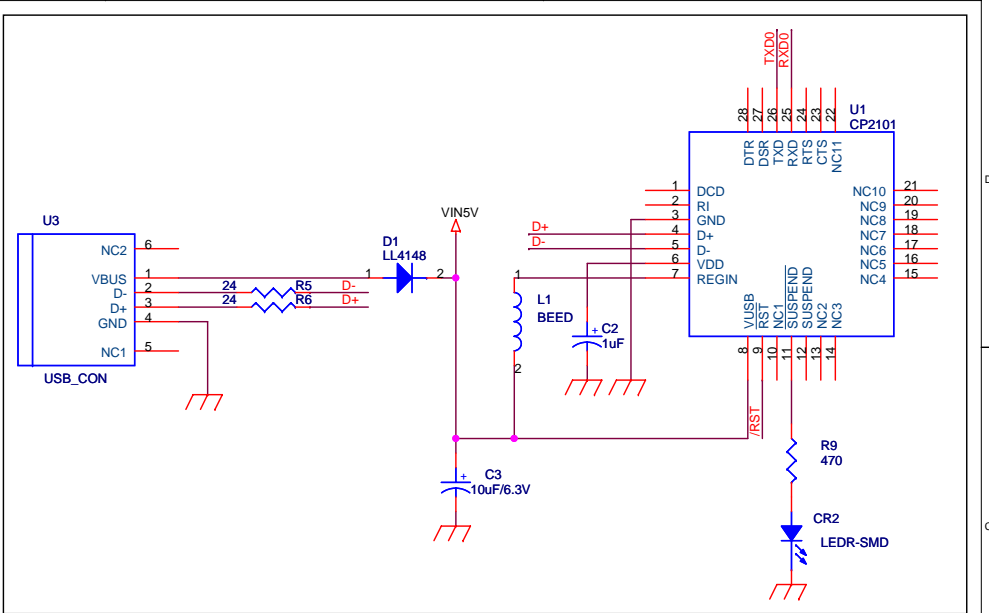 TXD0
RXD0
U1
CP2101
28
27
26
25
24
23
22
DTR
DSR
TXD
RXD
RTS
CTS
NC11
1 DCD
2 RI
3 GND
4 D+
5 D-
6 VDD
7 REGIN
NC10 21
NC9 20
NC8 19
NC7 18
NC6 17
NC5 16
NC4 15
VUSB
RST
NC1
SUSPEND
SUSPEND
NC2
NC3
8
9
10
11
12
13
14
/RST
D+
D-
U3
NC2 6
VBUS 1
D- 2
D+ 3
GND 4
NC1 5
USB_CON
24 R5 D-
24 R6 D+
D1
LL4148
1
2
VIN5V
1
L1
BEED
2
+ C2
1uF
C3
+
10uF/6.3V
R9
470
CR2
LEDR-SMD